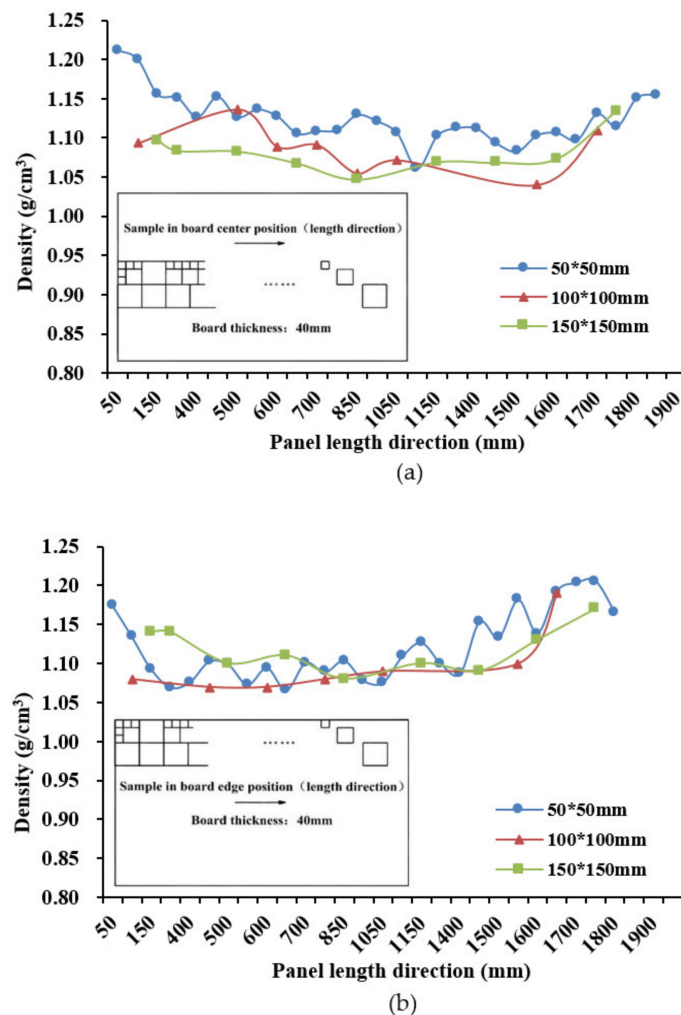 1.25
1.20
1.15
1.10
1.05
1.00
0.95
0.90
0.85
0.80
Density (g/cm³)
Sample in board center position（length direction）
……
Board thickness：40mm
50*50mm
100*100mm
150*150mm
50 150 400 500 600 700 850 1050 1150 1400 1500 1600 1700 1800 1900
Panel length direction (mm)
(a)
1.25
1.20
1.15
1.10
1.05
1.00
0.95
0.90
0.85
0.80
Density (g/cm³)
……
Sample in board edge position（length direction）
Board thickness：40mm
50*50mm
100*100mm
150*150mm
50 150 400 500 600 700 850 1050 1150 1400 1500 1600 1700 1800 1900
Panel length direction (mm)
(b)